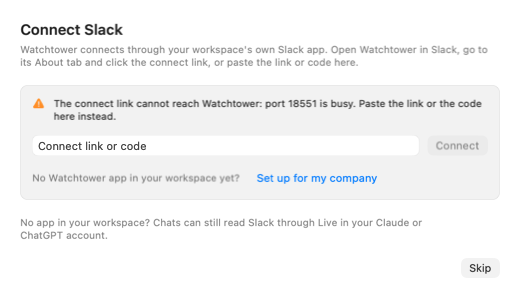 Connect Slack
Watchtower connects through your workspace's own Slack app. Open Watchtower in Slack, go to
its About tab and click the connect link, or paste the link or code here.
The connect link cannot reach Watchtower: port 18551 is busy. Paste the link or the code
here instead.
Connect link or code
Connect
No Watchtower app in your workspace yet?
Set up for my company
No app in your workspace? Chats can still read Slack through Live in your Claude or
ChatGPT account.
Skip